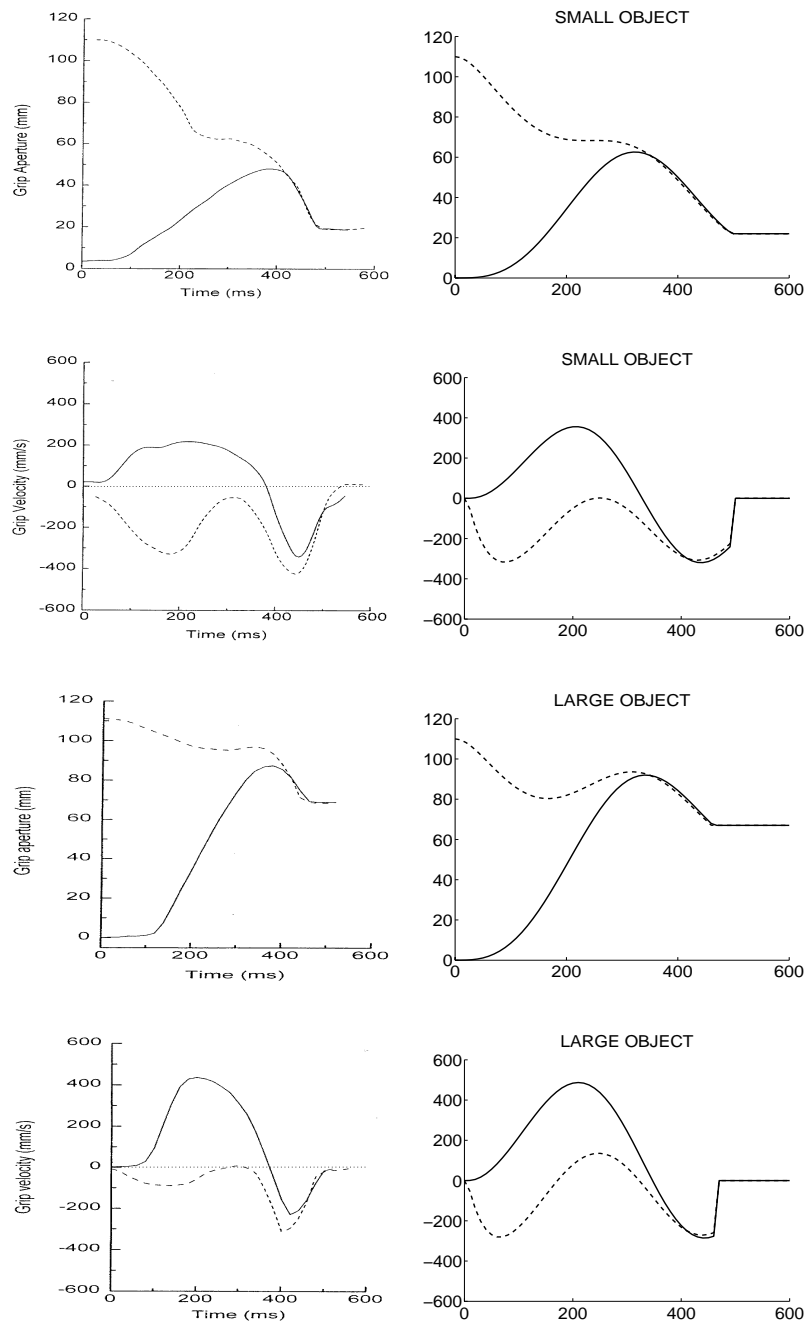 SMALL OBJECT
120
100
80
60
40
20
0
Grip Aperture (mm)
0 200 400 600
Time (ms)
120
100
80
60
40
20
0
0 200 400 600
SMALL OBJECT
600
400
200
0
-200
-400
-600
Grip Velocity (mm/s)
0 200 400 600
Time (ms)
600
400
200
0
−200
−400
−600
0 200 400 600
LARGE OBJECT
120
100
80
60
40
20
0
Grip aperture (mm)
0 200 400 600
Time (ms)
120
100
80
60
40
20
0
0 200 400 600
LARGE OBJECT
600
400
200
0
-200
-400
-600
Grip velocity (mm/s)
0 200 400 600
Time (ms)
600
400
200
0
−200
−400
−600
0 200 400 600